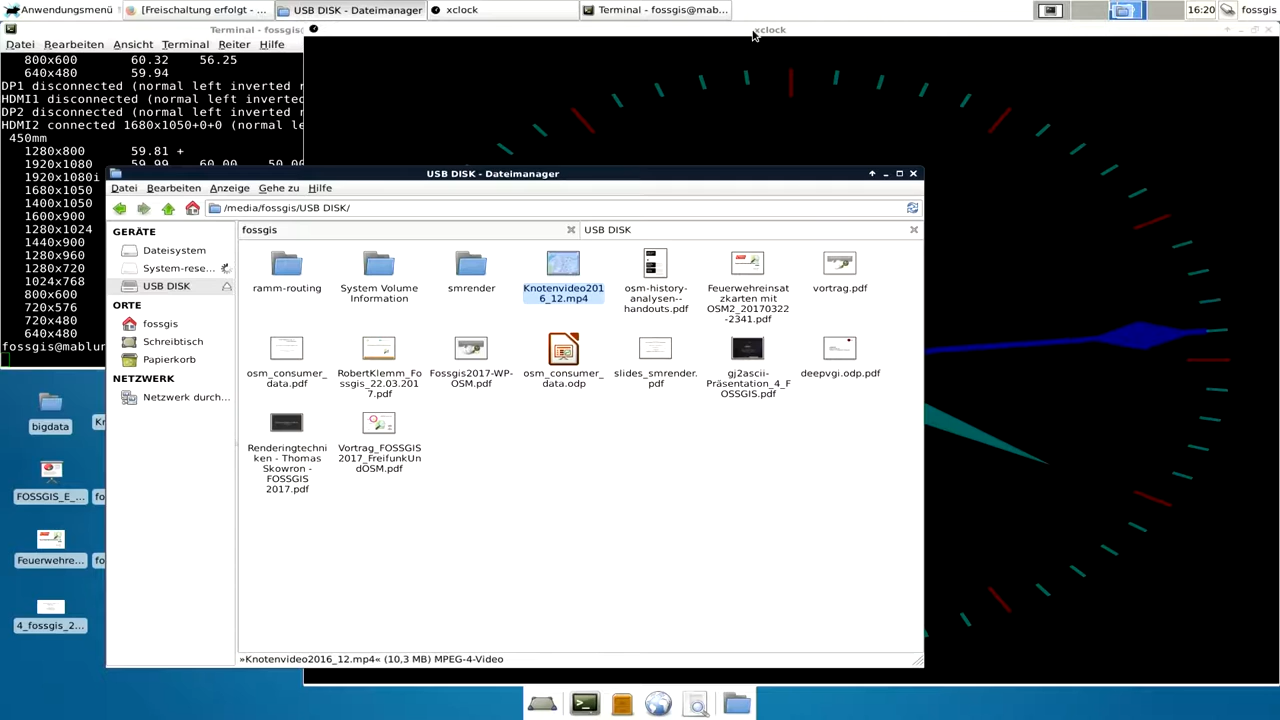 Anwendungsmenü
[Freischaltung erfolgt - ...
USB DISK - Dateimanager
xclock
Terminal - fossgis@mab...
16:20
fossgis
Terminal - fossgis@
xclock
Datei Bearbeiten Ansicht Terminal Reiter Hilfe
800x600 60.32 56.25
640x480 59.94
DP1 disconnected (normal left inverted
HDMI1 disconnected (normal left inverted
DP2 disconnected (normal left inverted
HDMI2 connected 1680x1050+0+0 (normal le
450mm
1280x800 59.81 +
1920x1080 59.99 60.00 50.00
1920x1080i
1680x1050
1400x1050
1600x900
1280x1024
1440x900
1280x960
1280x720
1024x768
800x600
720x576
720x480
640x480
fossgis@mablun
USB DISK - Dateimanager
Datei Bearbeiten Anzeige Gehe zu Hilfe
/media/fossgis/USB DISK/
GERÄTE
Dateisystem
System-rese...
USB DISK
ORTE
fossgis
Schreibtisch
Papierkorb
NETZWERK
Netzwerk durch...
fossgis
USB DISK
ramm-routing
System Volume
Information
smrender
Knotenvideo201
6_12.mp4
osm-history-
analysen--
handouts.pdf
Feuerwehreinsat
zkarten mit
OSM2_20170322
-2341.pdf
vortrag.pdf
osm_consumer_
data.pdf
RobertKlemm_Fo
ssgis_22.03.201
7.pdf
Fossgis2017-WP-
OSM.pdf
osm_consumer_
data.odp
slides_smrender.
pdf
gj2ascii-
Präsentation_4_F
OSSGIS.pdf
deepvgi.odp.pdf
Renderingtechni
ken - Thomas
Skowron -
FOSSGIS
2017.pdf
Vortrag_FOSSGIS
2017_FreifunkUn
dOSM.pdf
»Knotenvideo2016_12.mp4« (10,3 MB) MPEG-4-Video
bigdata
FOSSGIS_E_...
Feuerwehre...
4_fossgis_2...